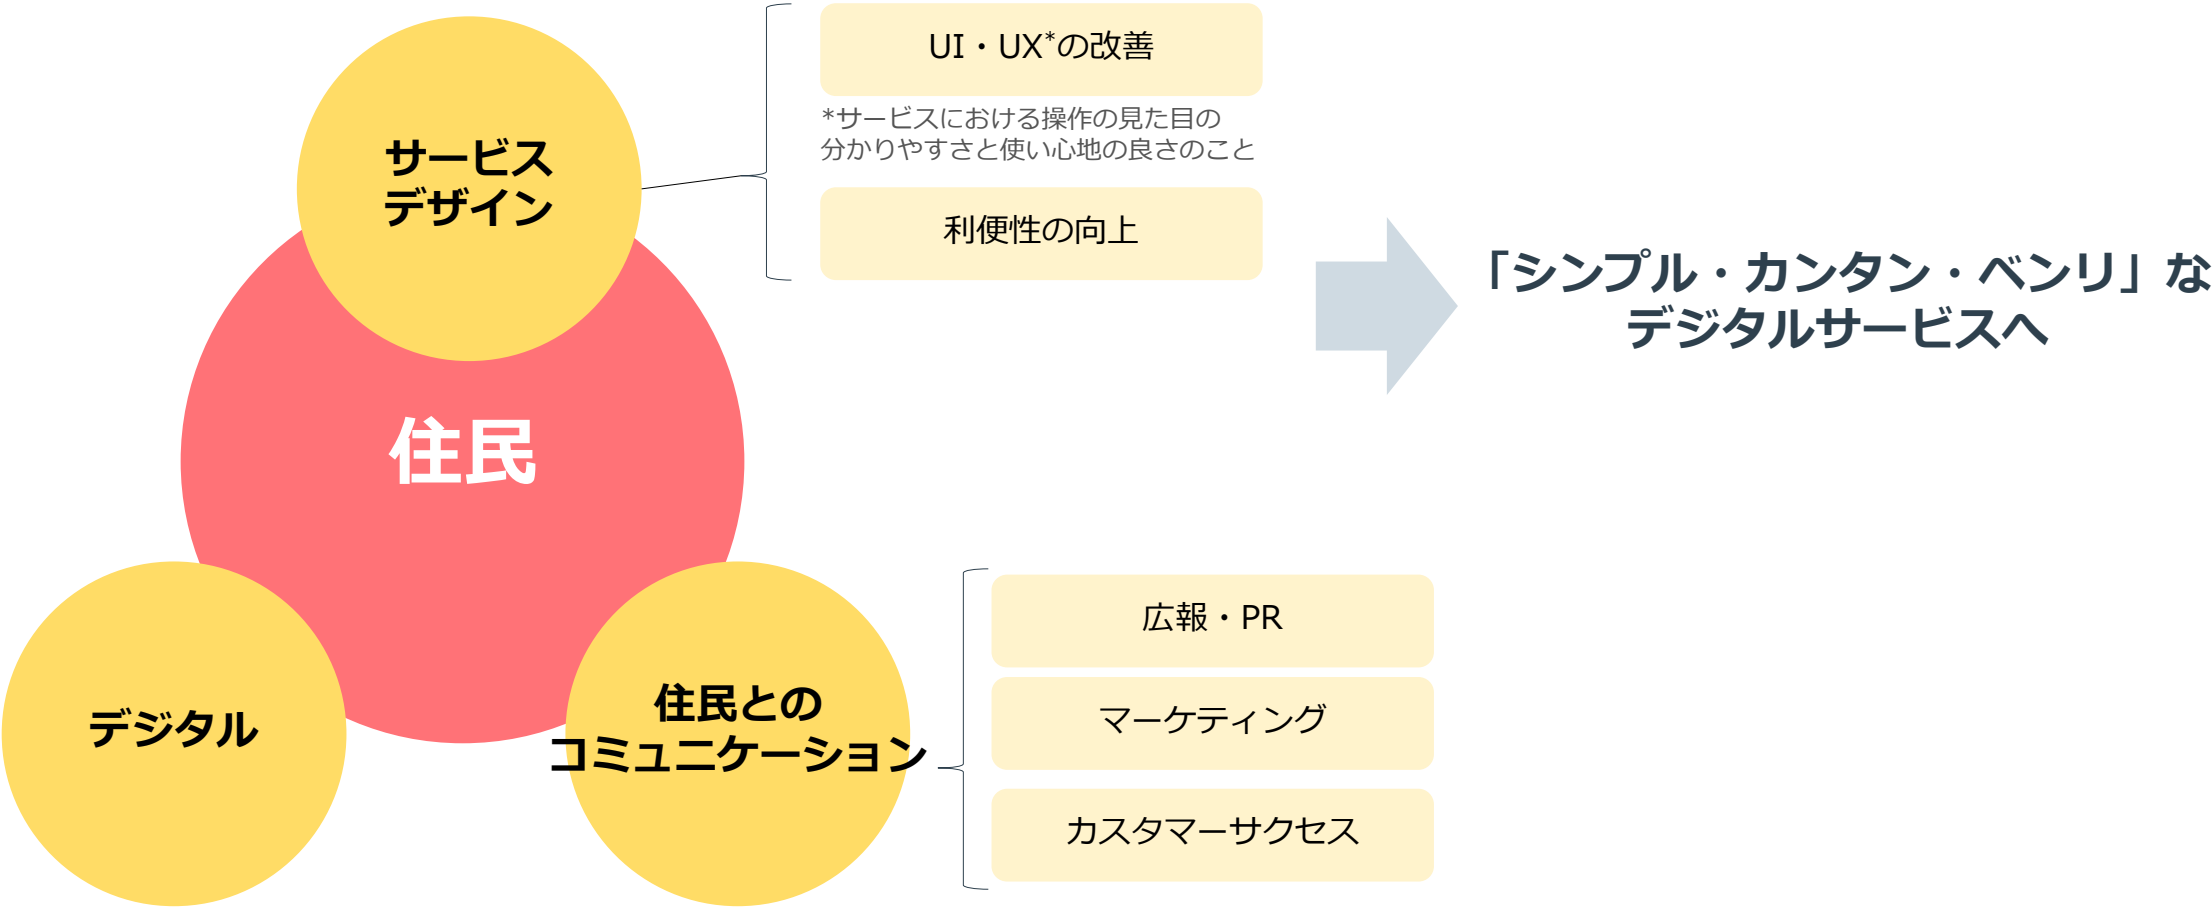 サービス
デザイン
UI・UX*の改善
*サービスにおける操作の見た目の
分かりやすさと使い心地の良さのこと
利便性の向上
「シンプル・カンタン・ベンリ」な
デジタルサービスへ
住民
デジタル
住民との
コミュニケーション
広報・PR
マーケティング
カスタマーサクセス